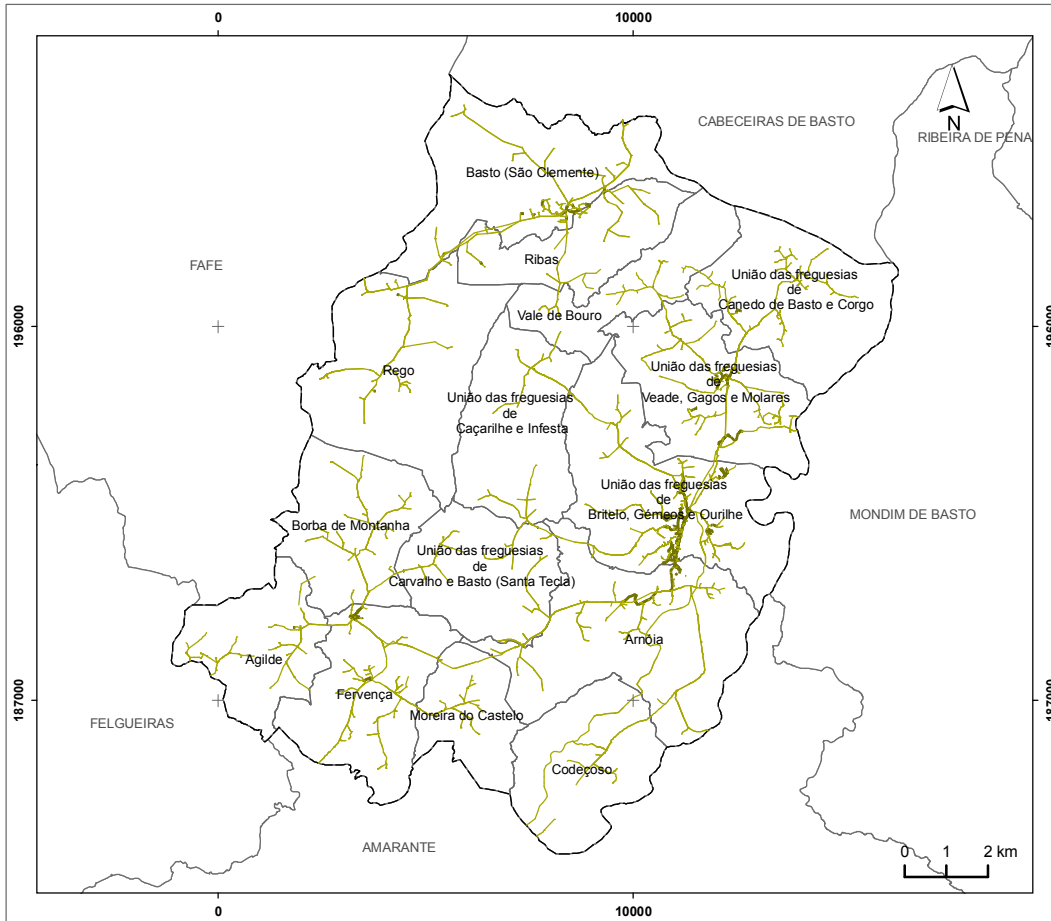 0
10000
N
CABECEIRAS DE BASTO
RIBEIRA DE PENA
Basto (São Clemente)
FAFE
Ribas
União das freguesias
de
Canedo de Basto e Corgo
196000
196000
Vale de Bouro
Rego
União das freguesias
de
Veade, Gagos e Molares
União das freguesias
de
Caçarilhe e Infesta
União das freguesias
de
Britelo, Gémeos e Ourilhe
MONDIM DE BASTO
Borba de Montanha
União das freguesias
de
Carvalho e Basto (Santa Tecla)
Arnóia
Agilde
Fervença
187000
187000
Moreira do Castelo
FELGUEIRAS
Codeçoso
AMARANTE
0 1 2 km
0
10000